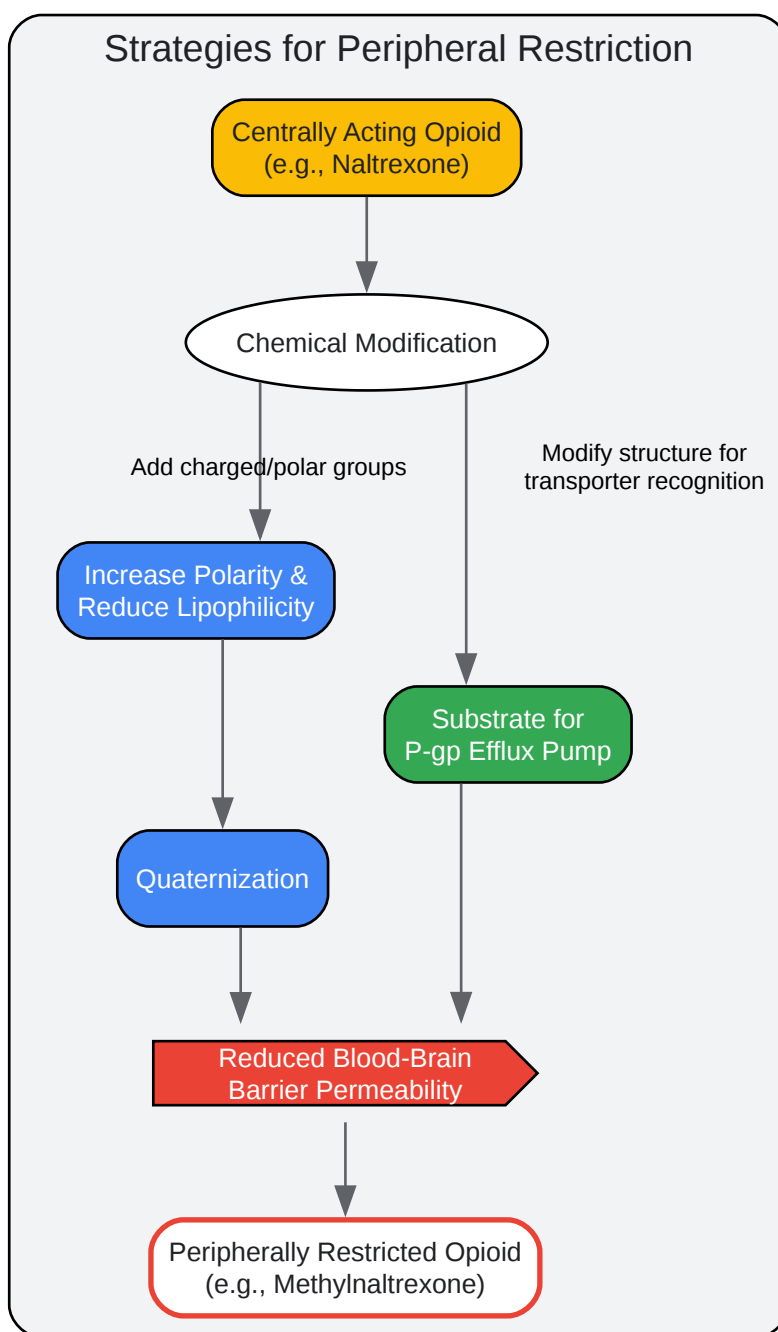 Strategies for Peripheral Restriction
Centrally Acting Opioid
(e.g., Naltrexone)
Chemical Modification
Add charged/polar groups
Modify structure for
transporter recognition
Increase Polarity &
Reduce Lipophilicity
Substrate for
P-gp Efflux Pump
Quaternization
Reduced Blood-Brain
Barrier Permeability
Peripherally Restricted Opioid
(e.g., Methylnaltrexone)